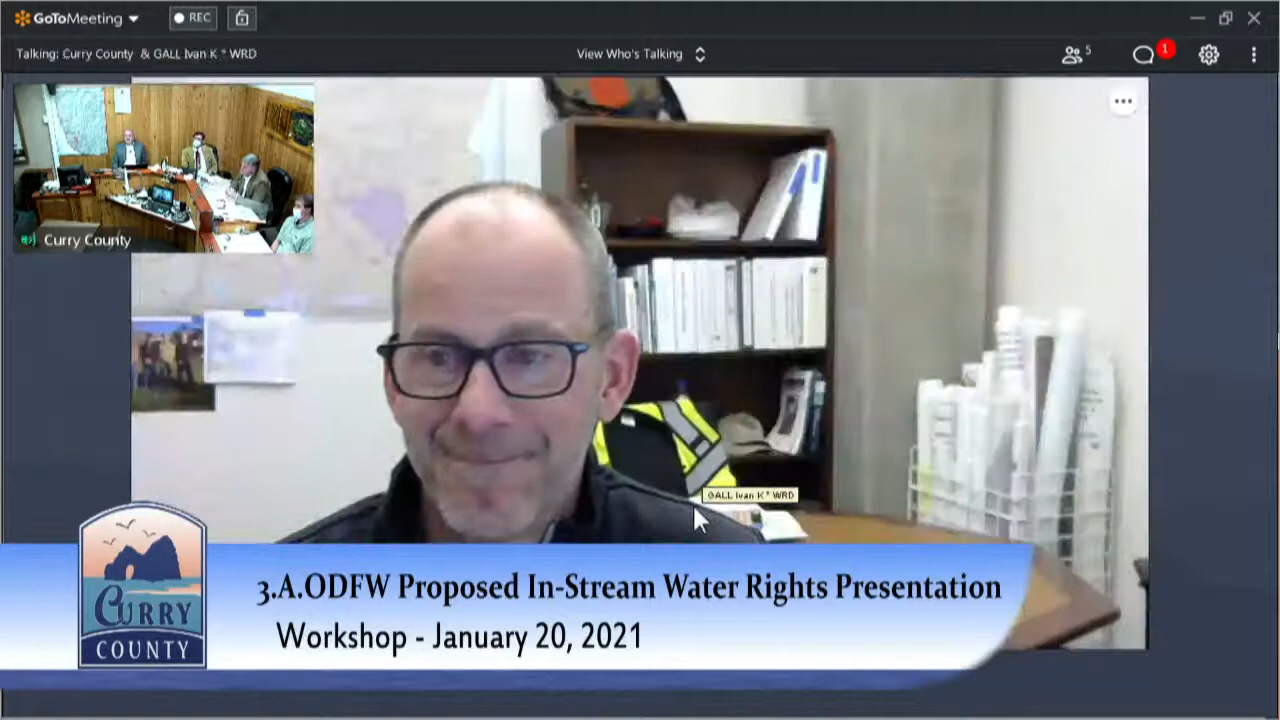 GoToMeeting
REC
Talking: Curry County & GALL Ivan K * WRD
View Who's Talking
5
1
Curry County
GALL Ivan K * WRD
3.A.ODFW Proposed In-Stream Water Rights Presentation
Workshop - January 20, 2021
CURRY
COUNTY